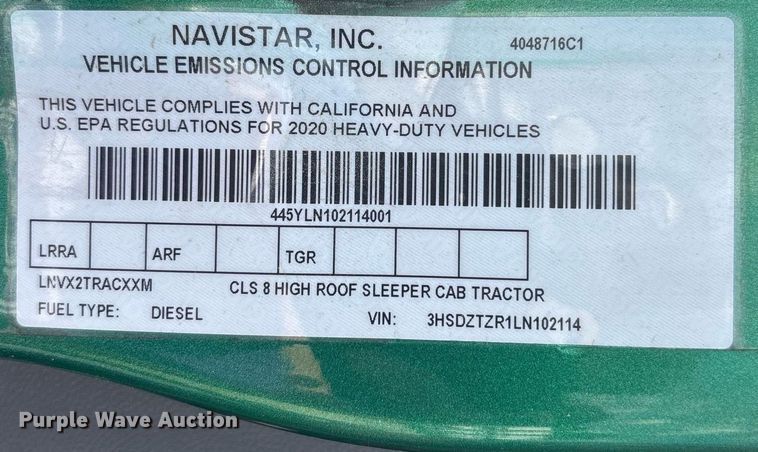 NAVISTAR, INC.
4048716C1
VEHICLE EMISSIONS CONTROL INFORMATION
THIS VEHICLE COMPLIES WITH CALIFORNIA AND
U.S. EPA REGULATIONS FOR 2020 HEAVY-DUTY VEHICLES
445YLN102114001
LRRA ARF TGR
LNVX2TRACXXM CLS 8 HIGH ROOF SLEEPER CAB TRACTOR
FUEL TYPE: DIESEL VIN: 3HSDZTZR1LN102114
Purple Wave Auction